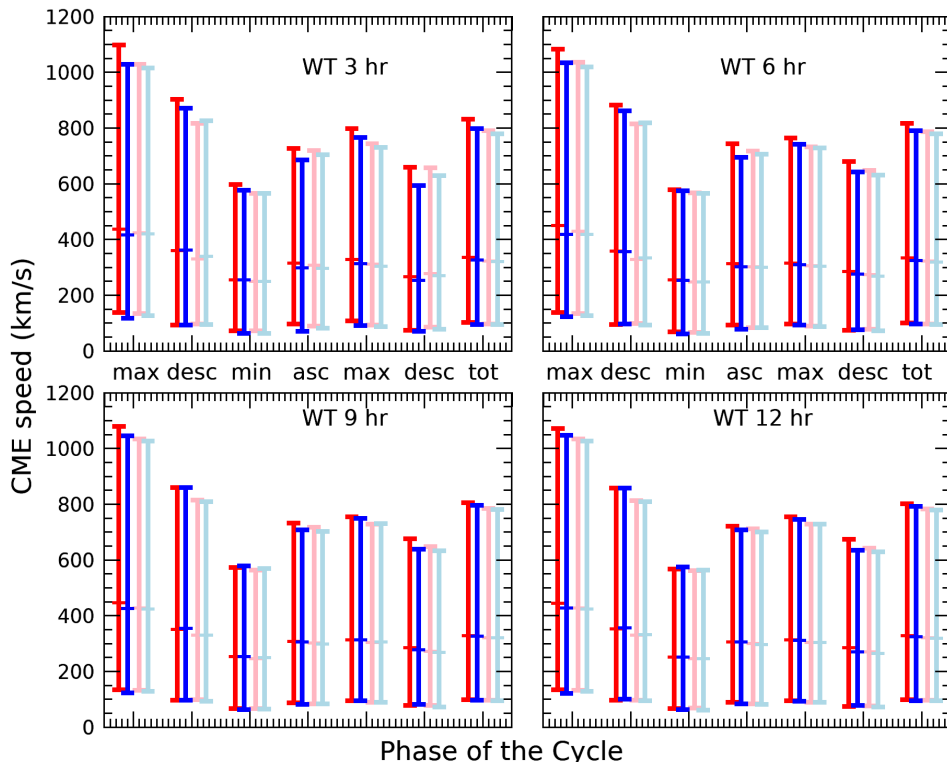 1200
1000
800
600
400
200
0
WT 3 hr
WT 6 hr
max desc min asc max desc tot
max desc min asc max desc tot
1200
1000
800
600
400
200
0
WT 9 hr
WT 12 hr
CME speed (km/s)
Phase of the Cycle